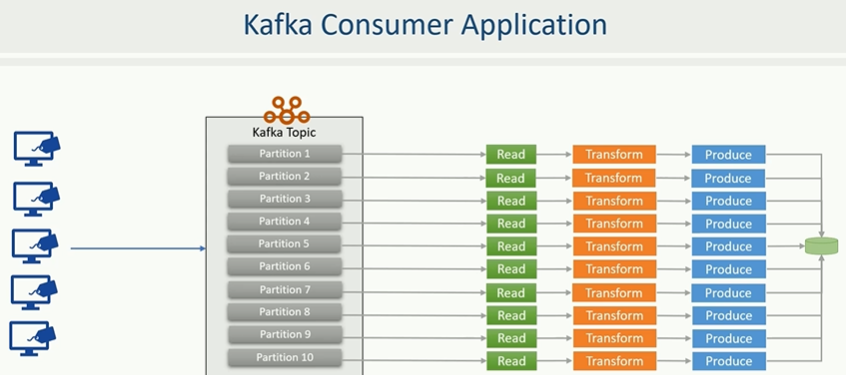 Kafka Consumer Application
Kafka Topic
Partition 1 Read Transform Produce
Partition 2 Read Transform Produce
Partition 3 Read Transform Produce
Partition 4 Read Transform Produce
Partition 5 Read Transform Produce
Partition 6 Read Transform Produce
Partition 7 Read Transform Produce
Partition 8 Read Transform Produce
Partition 9 Read Transform Produce
Partition 10 Read Transform Produce